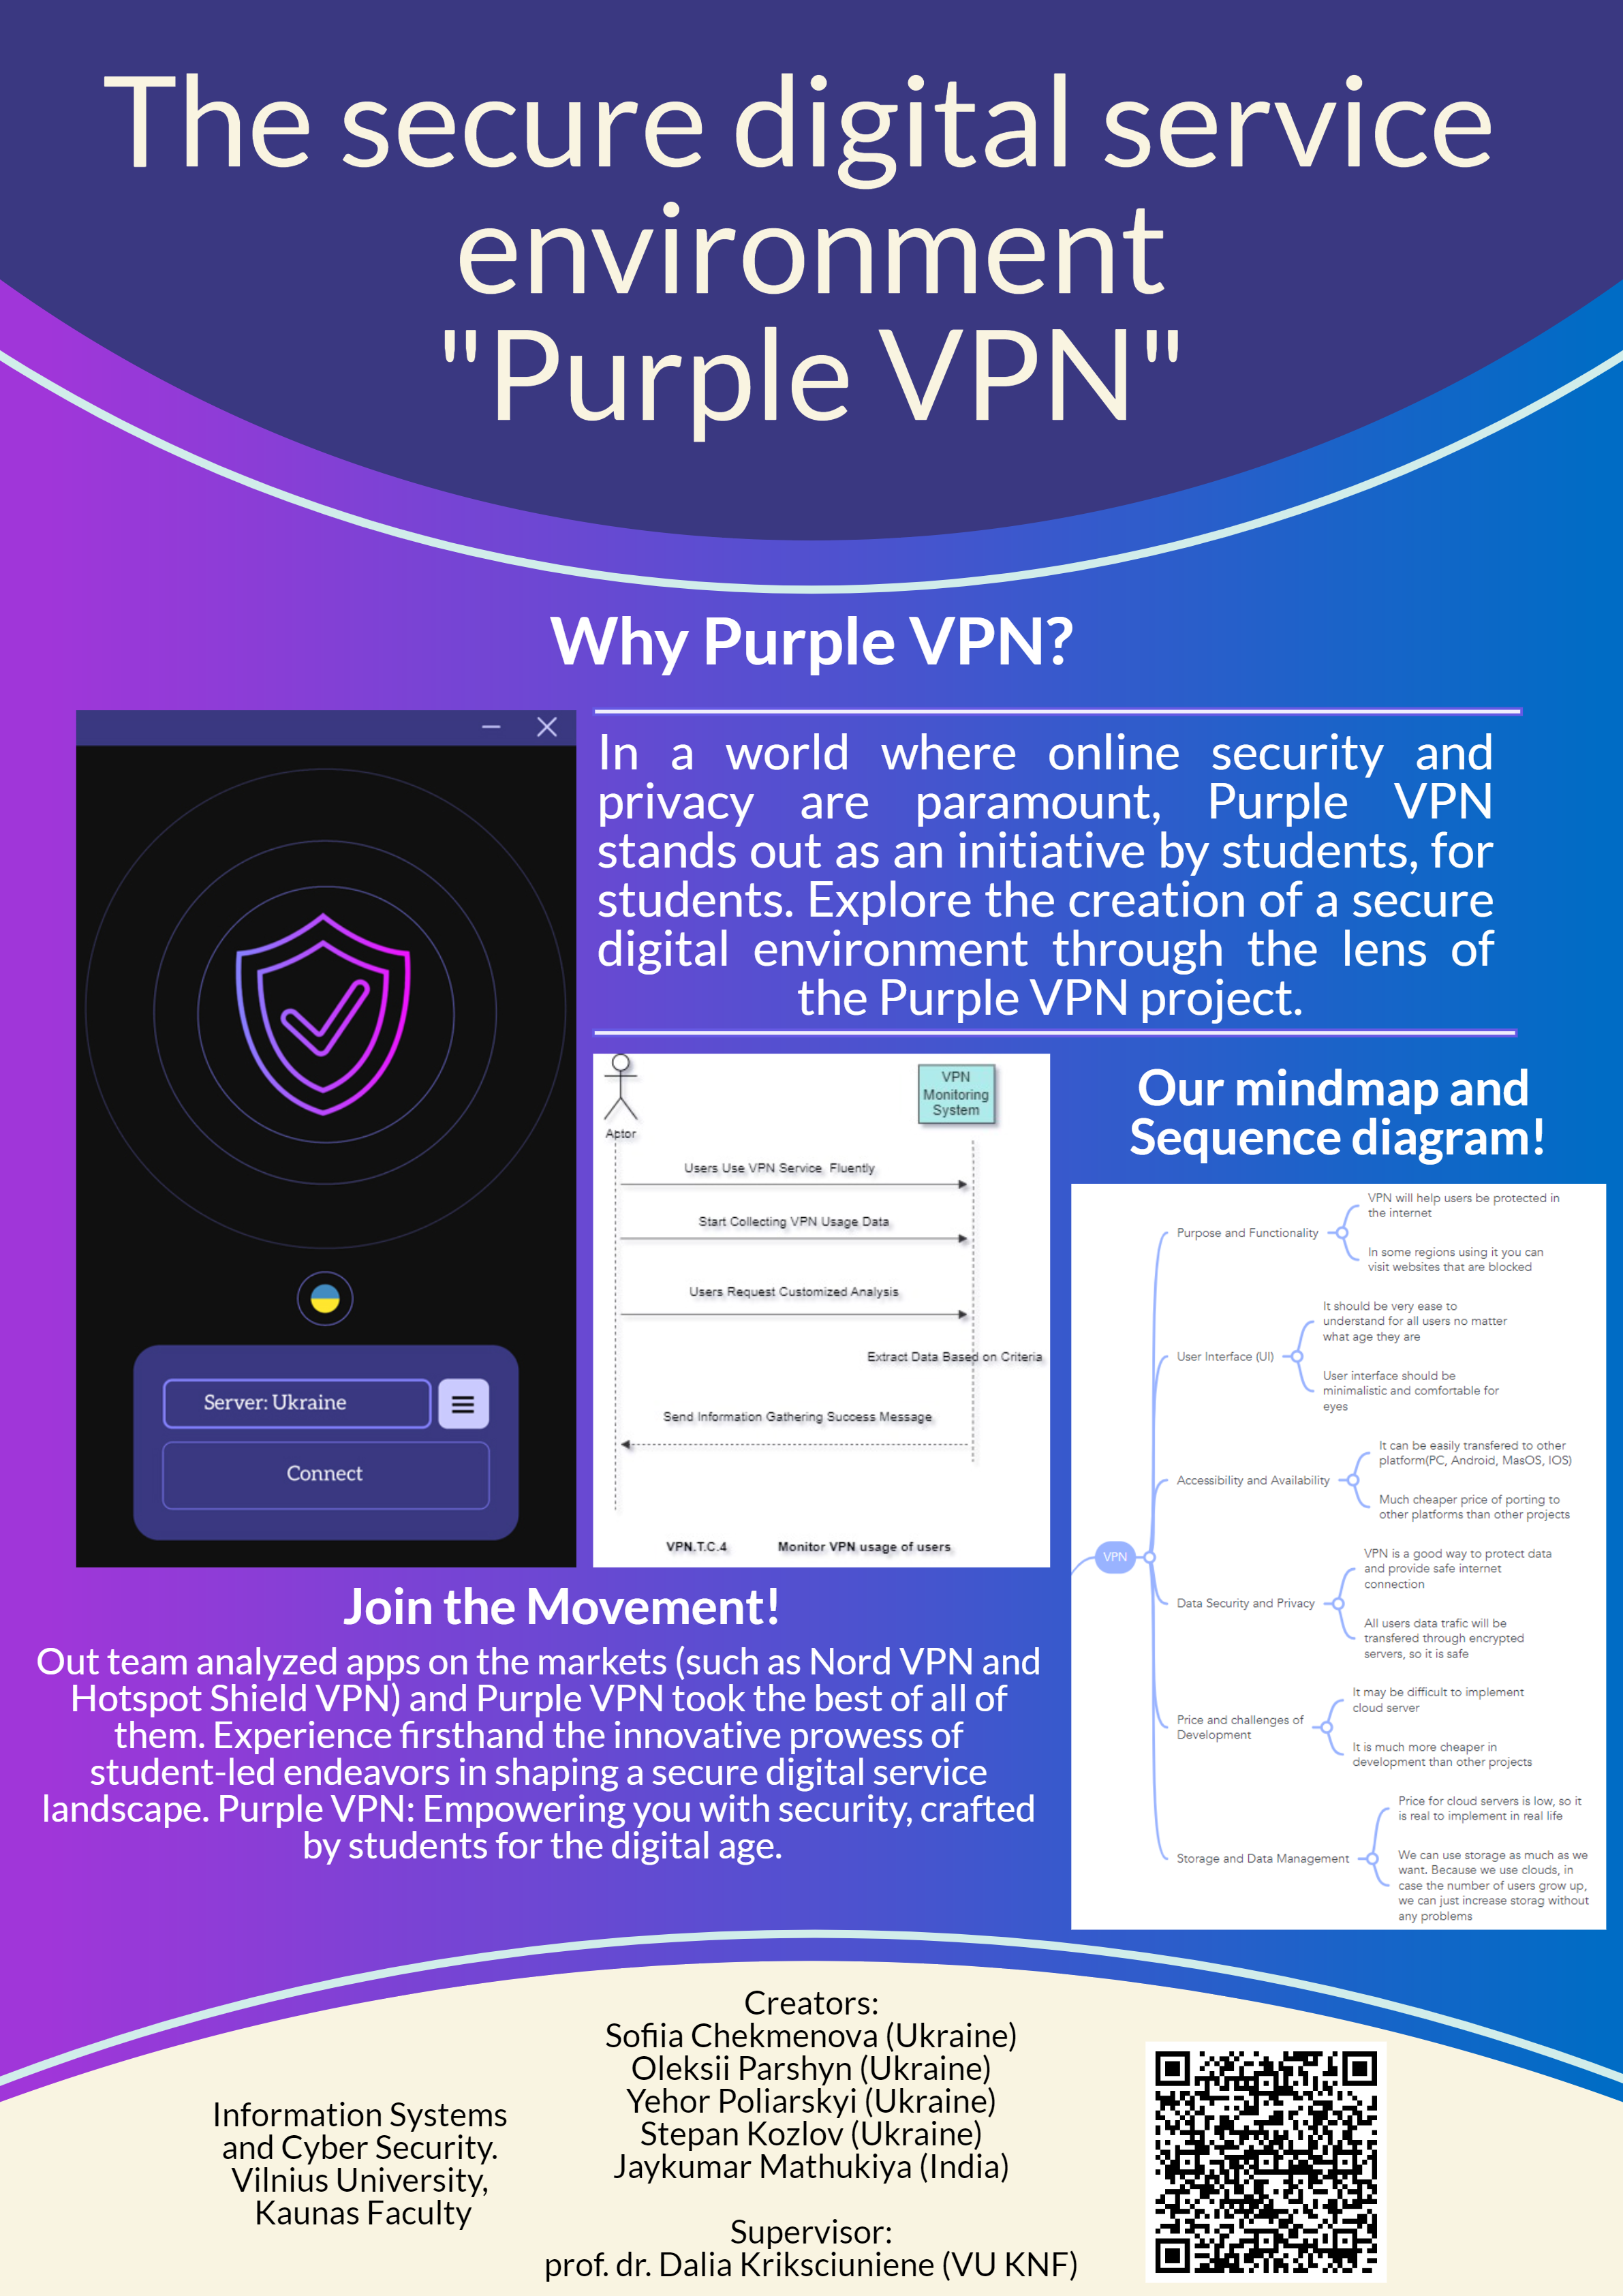 The secure digital service
environment
"Purple VPN"
Why Purple VPN?
In a world where online security and
privacy are paramount, Purple VPN
stands out as an initiative by students, for
students. Explore the creation of a secure
digital environment through the lens of
the Purple VPN project.
Server: Ukraine
Connect
Actor
VPN
Monitoring
System
Users Use VPN Service Fluently
Start Collecting VPN Usage Data
Users Request Customized Analysis
Extract Data Based on Criteria
Send Information Gathering Success Message
VPN.T.C.4 Monitor VPN usage of users
Our mindmap and
Sequence diagram!
VPN
Purpose and Functionality
VPN will help users be protected in
the internet
In some regions using it you can
visit websites that are blocked
User Interface (UI)
It should be very ease to
understand for all users no matter
what age they are
User interface should be
minimalistic and comfortable for
eyes
Accessibility and Availability
It can be easily transfered to other
platform(PC, Android, MasOS, IOS)
Much cheaper price of porting to
other platforms than other projects
Data Security and Privacy
VPN is a good way to protect data
and provide safe internet
connection
All users data trafic will be
transfered through encrypted
servers, so it is safe
Price and challenges of
Development
It may be difficult to implement
cloud server
It is much more cheaper in
development than other projects
Storage and Data Management
Price for cloud servers is low, so it
is real to implement in real life
We can use storage as much as we
want. Because we use clouds, in
case the number of users grow up,
we can just increase storag without
any problems
Join the Movement!
Out team analyzed apps on the markets (such as Nord VPN and
Hotspot Shield VPN) and Purple VPN took the best of all of
them. Experience firsthand the innovative prowess of
student-led endeavors in shaping a secure digital service
landscape. Purple VPN: Empowering you with security, crafted
by students for the digital age.
Information Systems
and Cyber Security.
Vilnius University,
Kaunas Faculty
Creators:
Sofiia Chekmenova (Ukraine)
Oleksii Parshyn (Ukraine)
Yehor Poliarskyi (Ukraine)
Stepan Kozlov (Ukraine)
Jaykumar Mathukiya (India)
Supervisor:
prof. dr. Dalia Kriksciuniene (VU KNF)